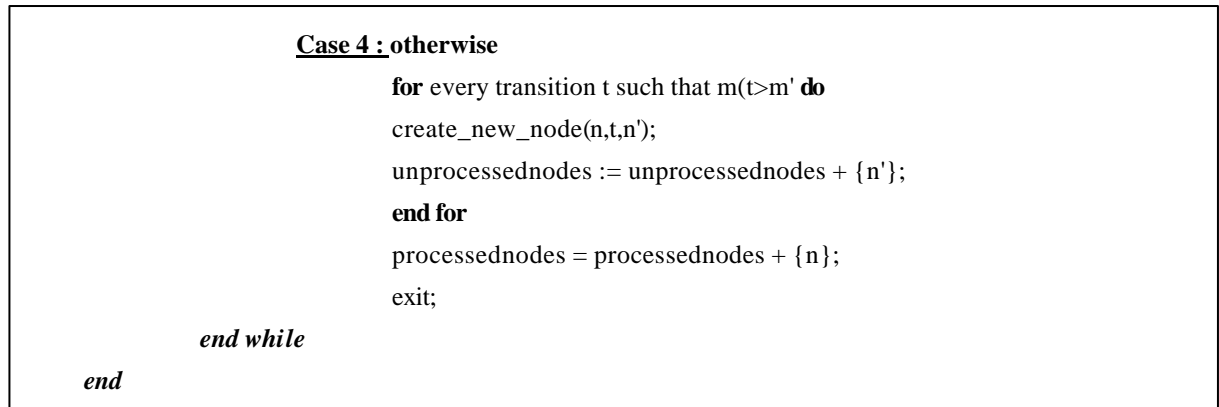 Case 4 : otherwise
for every transition t such that m(t>m' do
create_new_node(n,t,n');
unprocessednodes := unprocessednodes + {n'};
end for
processednodes = processednodes + {n};
exit;
end while
end